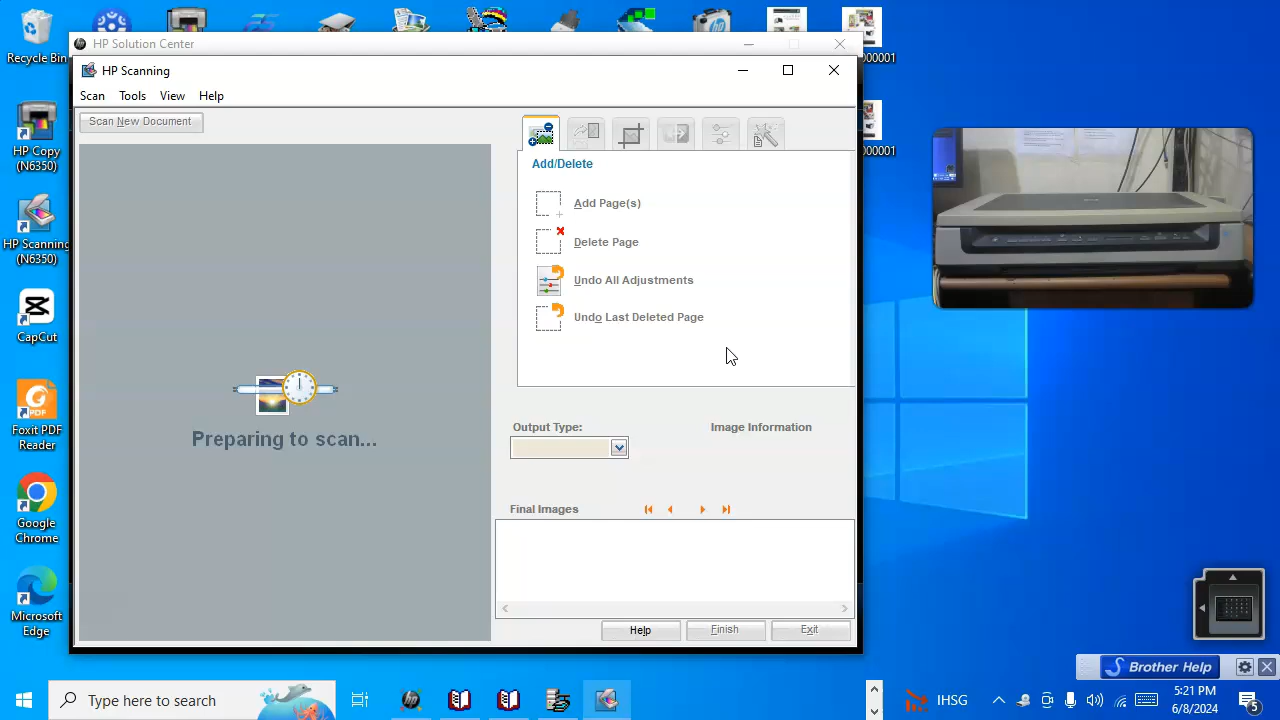 Recycle Bin
000001
HP Copy
(N6350)
000001
HP Scanning
(N6350)
CapCut
Foxit PDF
Reader
Google
Chrome
Microsoft
Edge
HP Solution Center
HP Scanning
Scan Tools View Help
Scan New Document
Add/Delete
Add Page(s)
Delete Page
Undo All Adjustments
Undo Last Deleted Page
Preparing to scan...
Output Type:
Image Information
Final Images
Help Finish Exit
Brother Help
Type here to search
IHSG
5:21 PM
6/8/2024
5